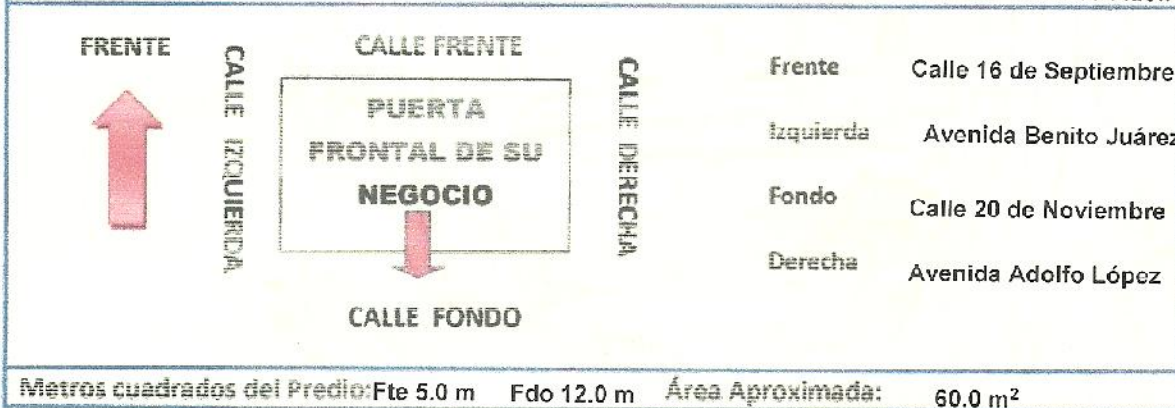 FRENTE
CALLE IZQUIERDA
CALLE FRENTE
PUERTA
FRONTAL DE SU
NEGOCIO
CALLE FONDO
CALLE DERECHA
Frente Calle 16 de Septiembre
Izquierda Avenida Benito Juárez
Fondo Calle 20 de Noviembre
Derecha Avenida Adolfo López
Metros cuadrados del Predio: Fte 5.0 m Fdo 12.0 m Área Aproximada: 60.0 m²